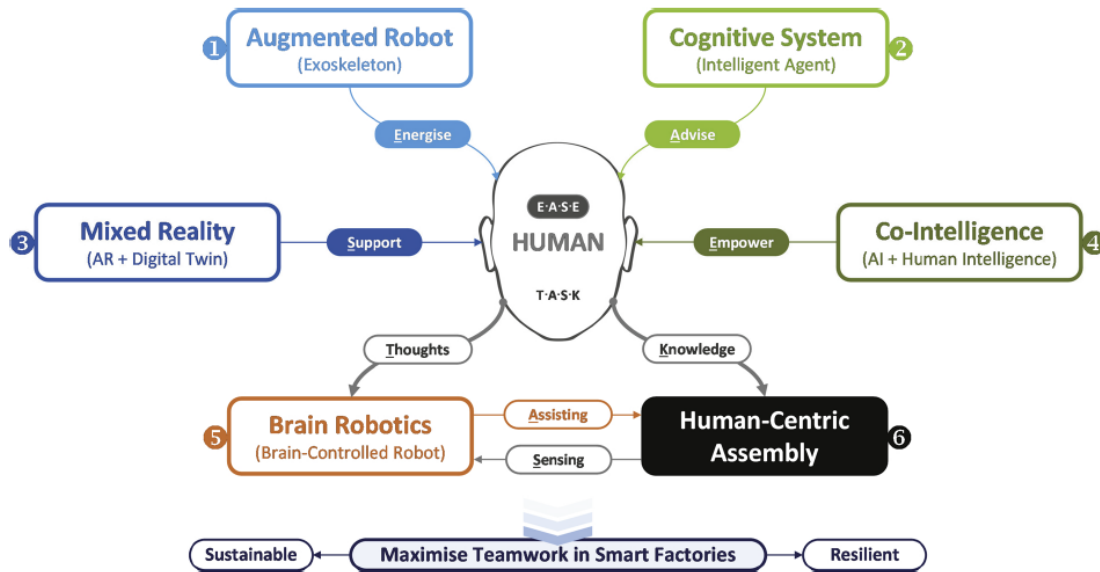 1
Augmented Robot
(Exoskeleton)
Cognitive System
(Intelligent Agent)
2
Energise
Advise
E·A·S·E
HUMAN
3
Mixed Reality
(AR + Digital Twin)
Support
Empower
Co-Intelligence
(AI + Human Intelligence)
4
T·A·S·K
Thoughts
Knowledge
5
Brain Robotics
(Brain-Controlled Robot)
Assisting
Sensing
Human-Centric
Assembly
6
Sustainable
Maximise Teamwork in Smart Factories
Resilient